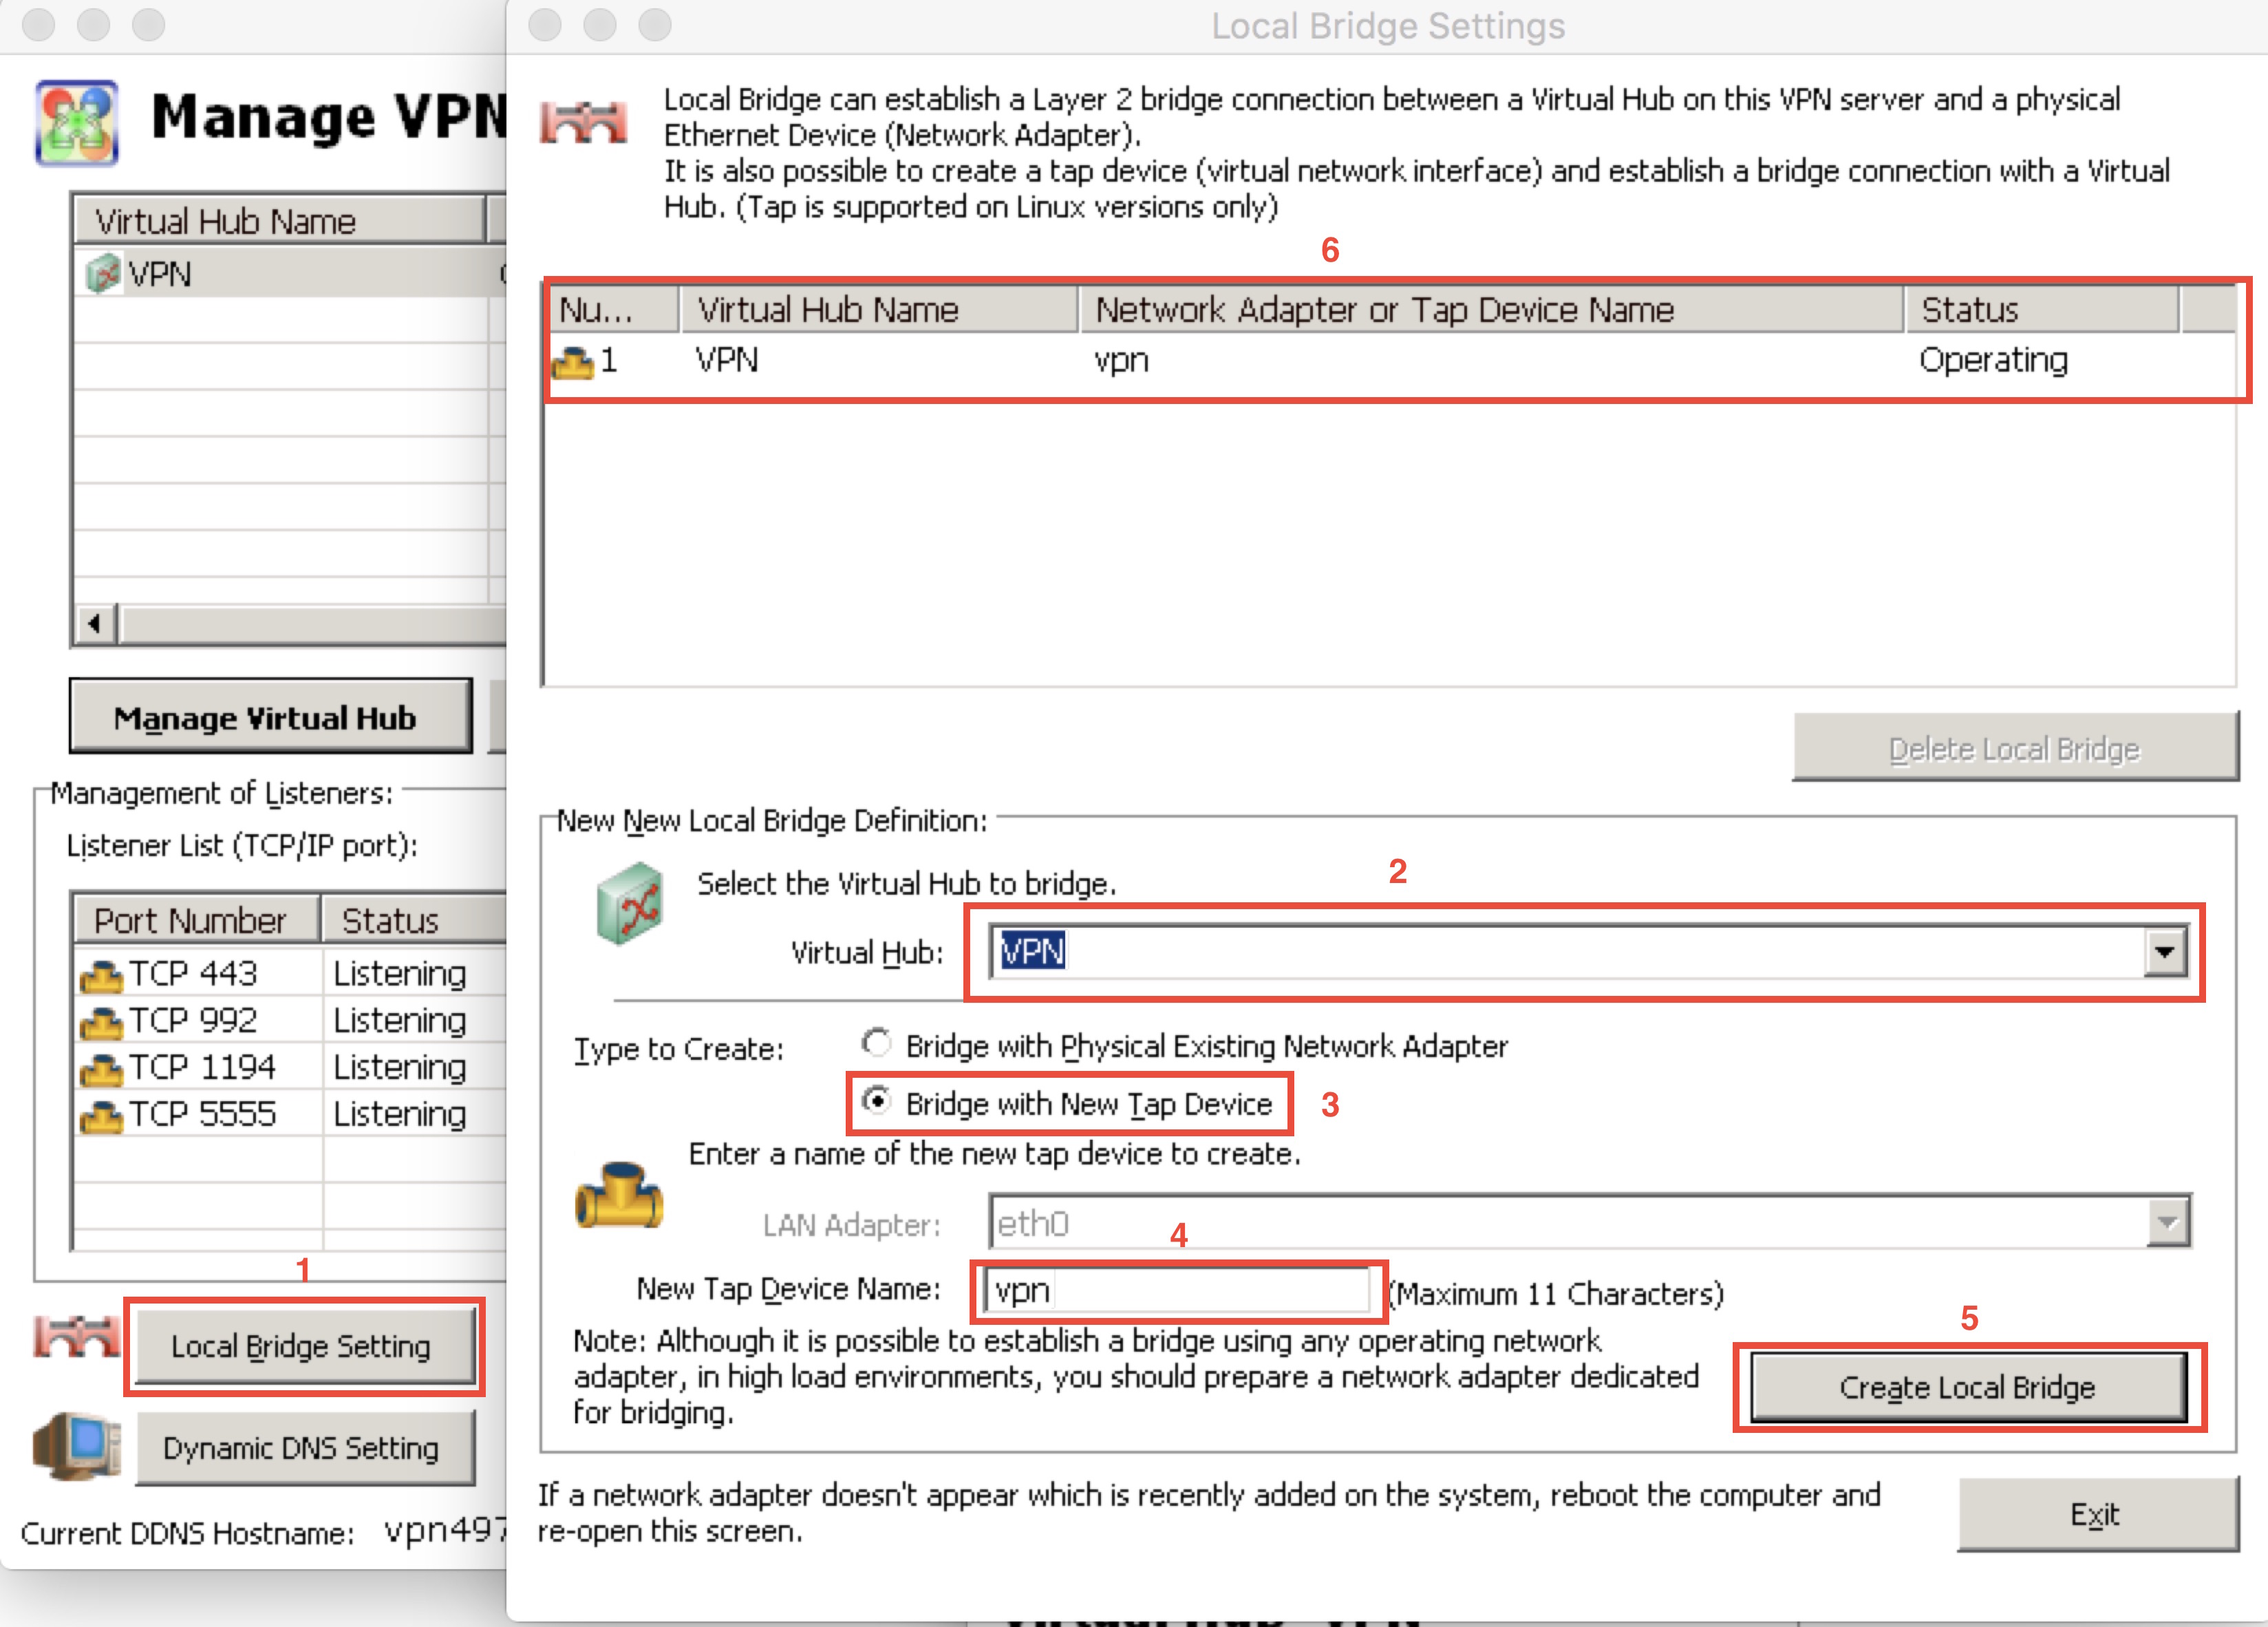 Local Bridge Settings
Manage VPN
Local Bridge can establish a Layer 2 bridge connection between a Virtual Hub on this VPN server and a physical
Ethernet Device (Network Adapter).
It is also possible to create a tap device (virtual network interface) and establish a bridge connection with a Virtual
Hub. (Tap is supported on Linux versions only)
Virtual Hub Name
VPN
Manage Virtual Hub
Management of Listeners:
Listener List (TCP/IP port):
Port Number Status
TCP 443 Listening
TCP 992 Listening
TCP 1194 Listening
TCP 5555 Listening
1
Local Bridge Setting
Dynamic DNS Setting
Current DDNS Hostname: vpn497
6
Nu... Virtual Hub Name Network Adapter or Tap Device Name Status
1 VPN vpn Operating
Delete Local Bridge
New New Local Bridge Definition:
2
Select the Virtual Hub to bridge.
Virtual Hub: VPN
Type to Create: Bridge with Physical Existing Network Adapter
Bridge with New Tap Device 3
Enter a name of the new tap device to create.
LAN Adapter: eth0
4
New Tap Device Name: vpn (Maximum 11 Characters)
Note: Although it is possible to establish a bridge using any operating network
adapter, in high load environments, you should prepare a network adapter dedicated
for bridging.
5
Create Local Bridge
If a network adapter doesn't appear which is recently added on the system, reboot the computer and
re-open this screen.
Exit